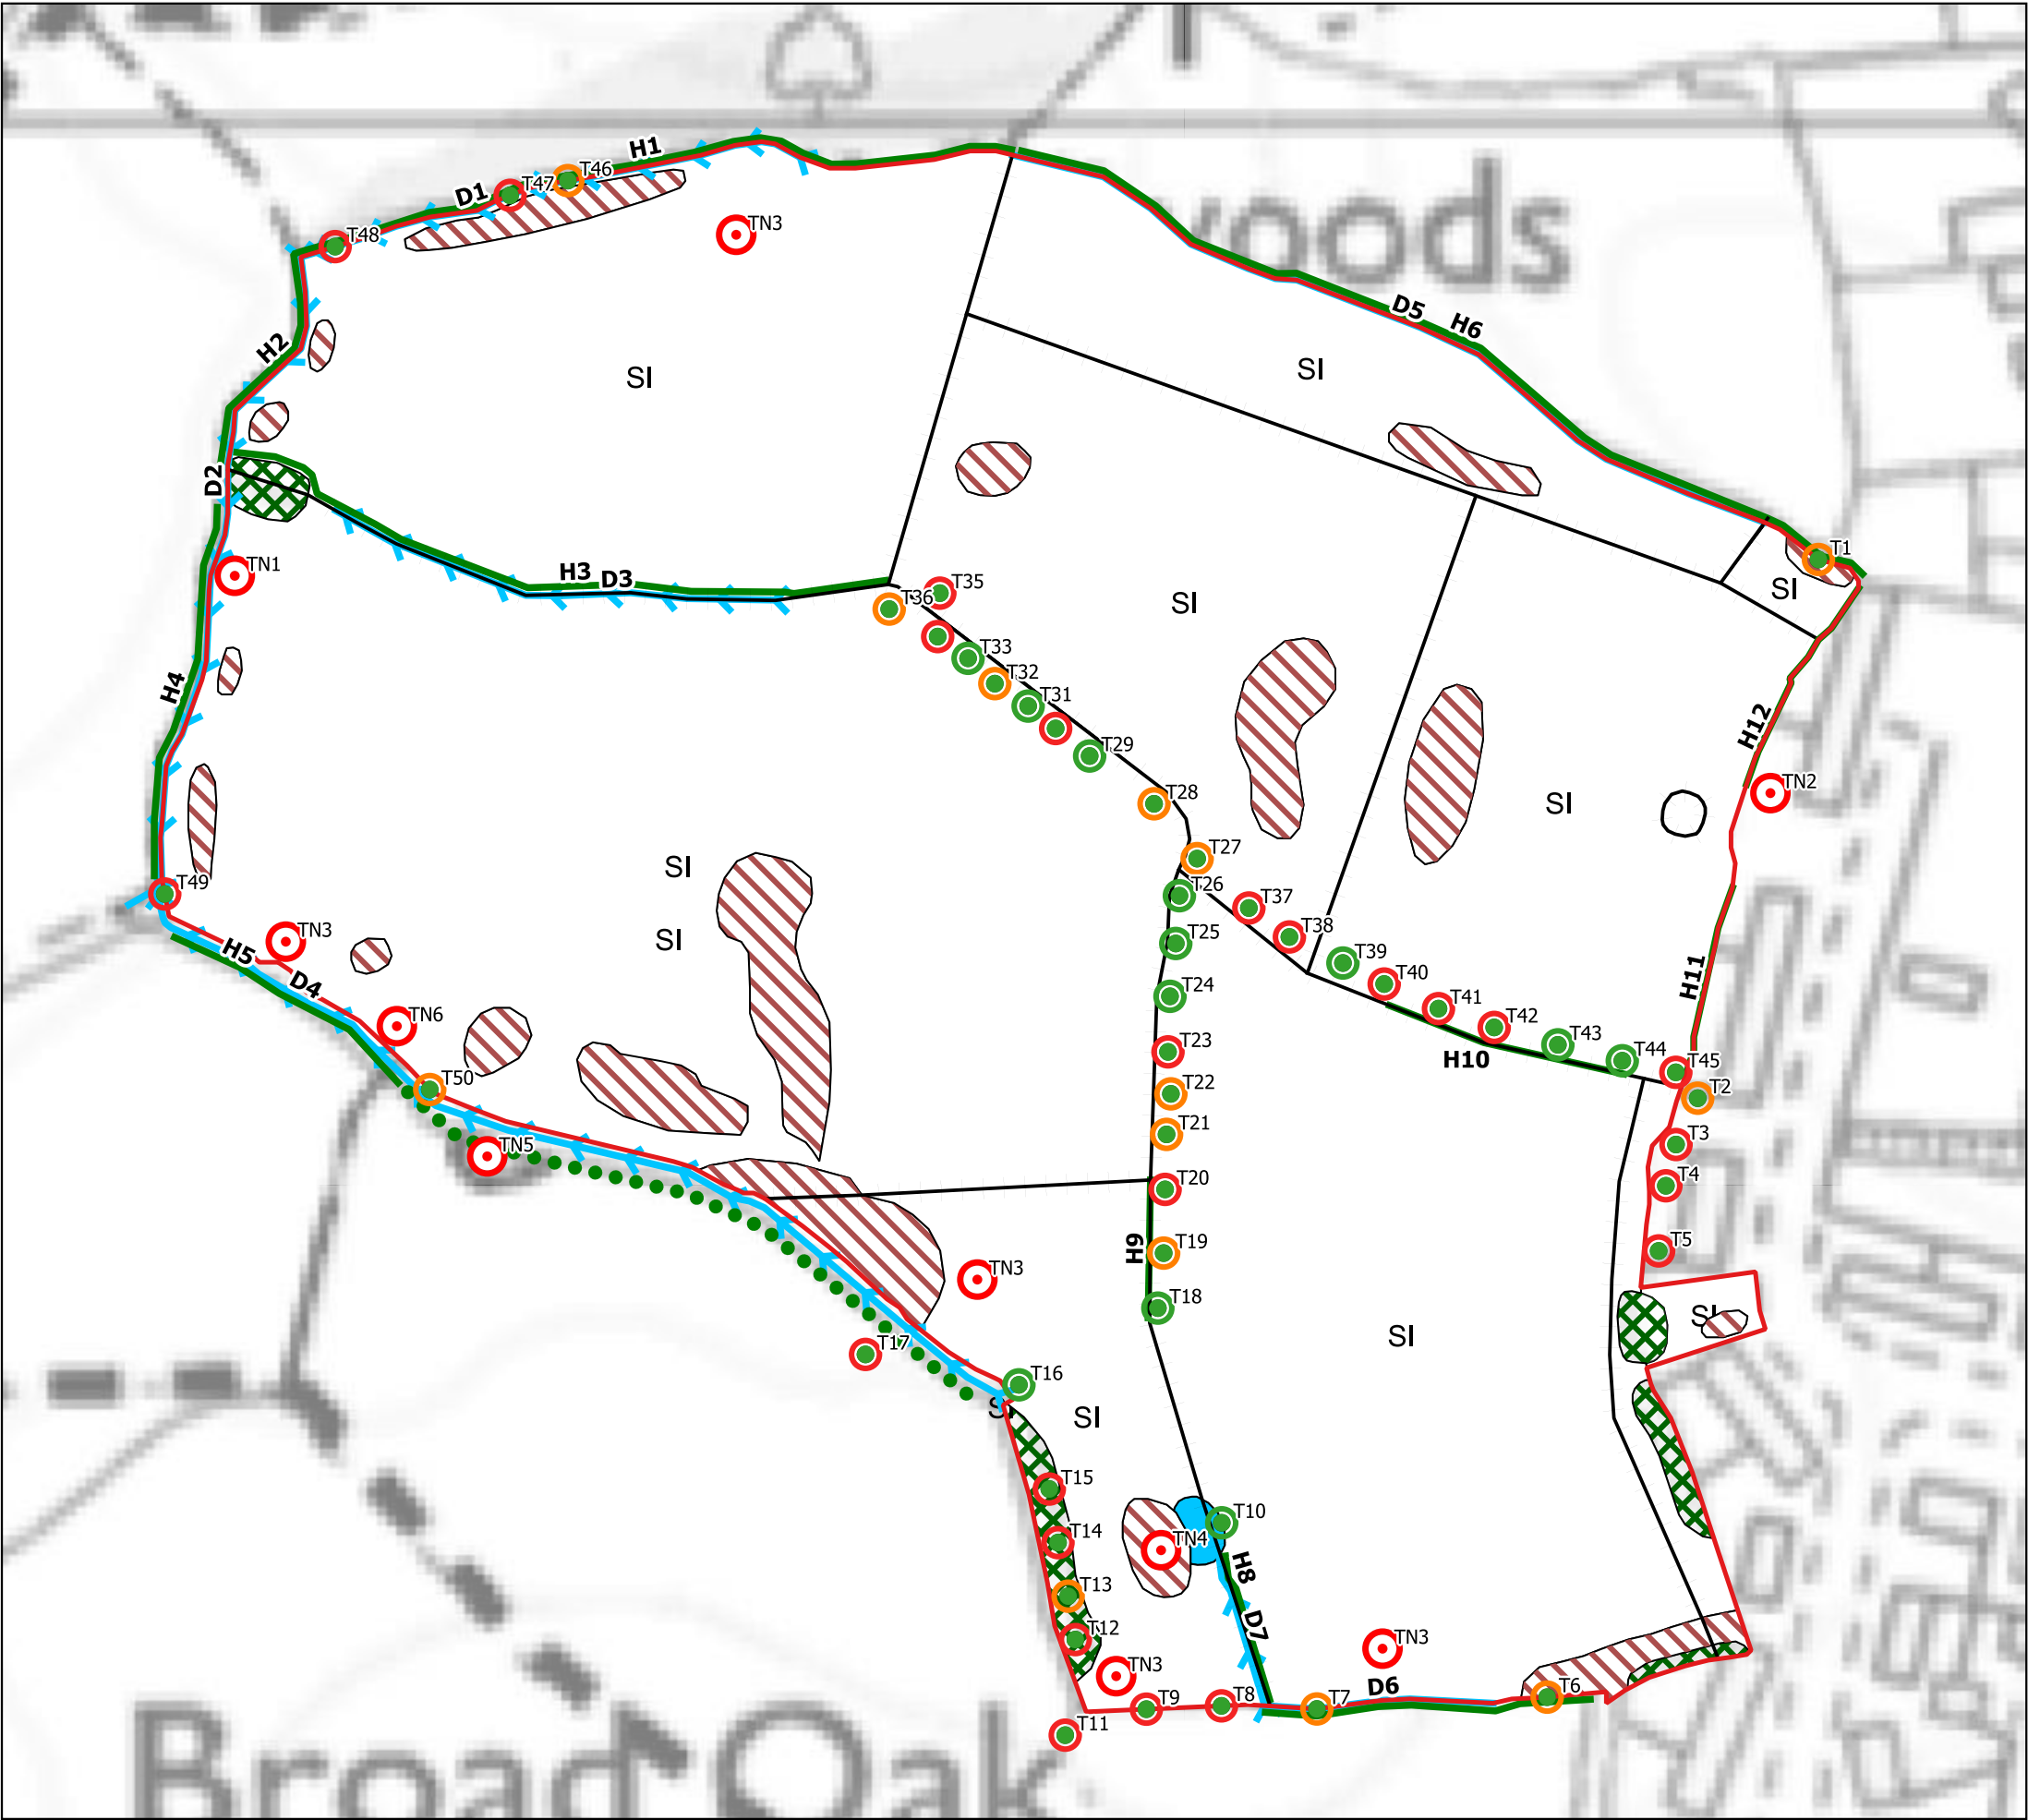 H1
T46
T47
D1
T48
TN3
oods
D5
H6
H2
SI
SI
D2
T1
TN1
H3
D3
T35
T36
SI
SI
T33
T32
H4
T31
H12
T29
TN2
T28
SI
T27
SI
T49
T26
T37
TN3
SI
T38
T25
H5
T39
D4
T40
H11
T24
T41
TN6
T42
T43
T23
T44
H10
T45
T50
T22
T2
T21
TN5
T3
T20
T4
H9
T19
T5
TN3
T18
SI
T17
SI
T16
SI
SI
T15
T10
T14
TN4
H8
T13
D7
T12
TN3
TN3
D6
T6
T9
T8
T7
T11
Broad Oak